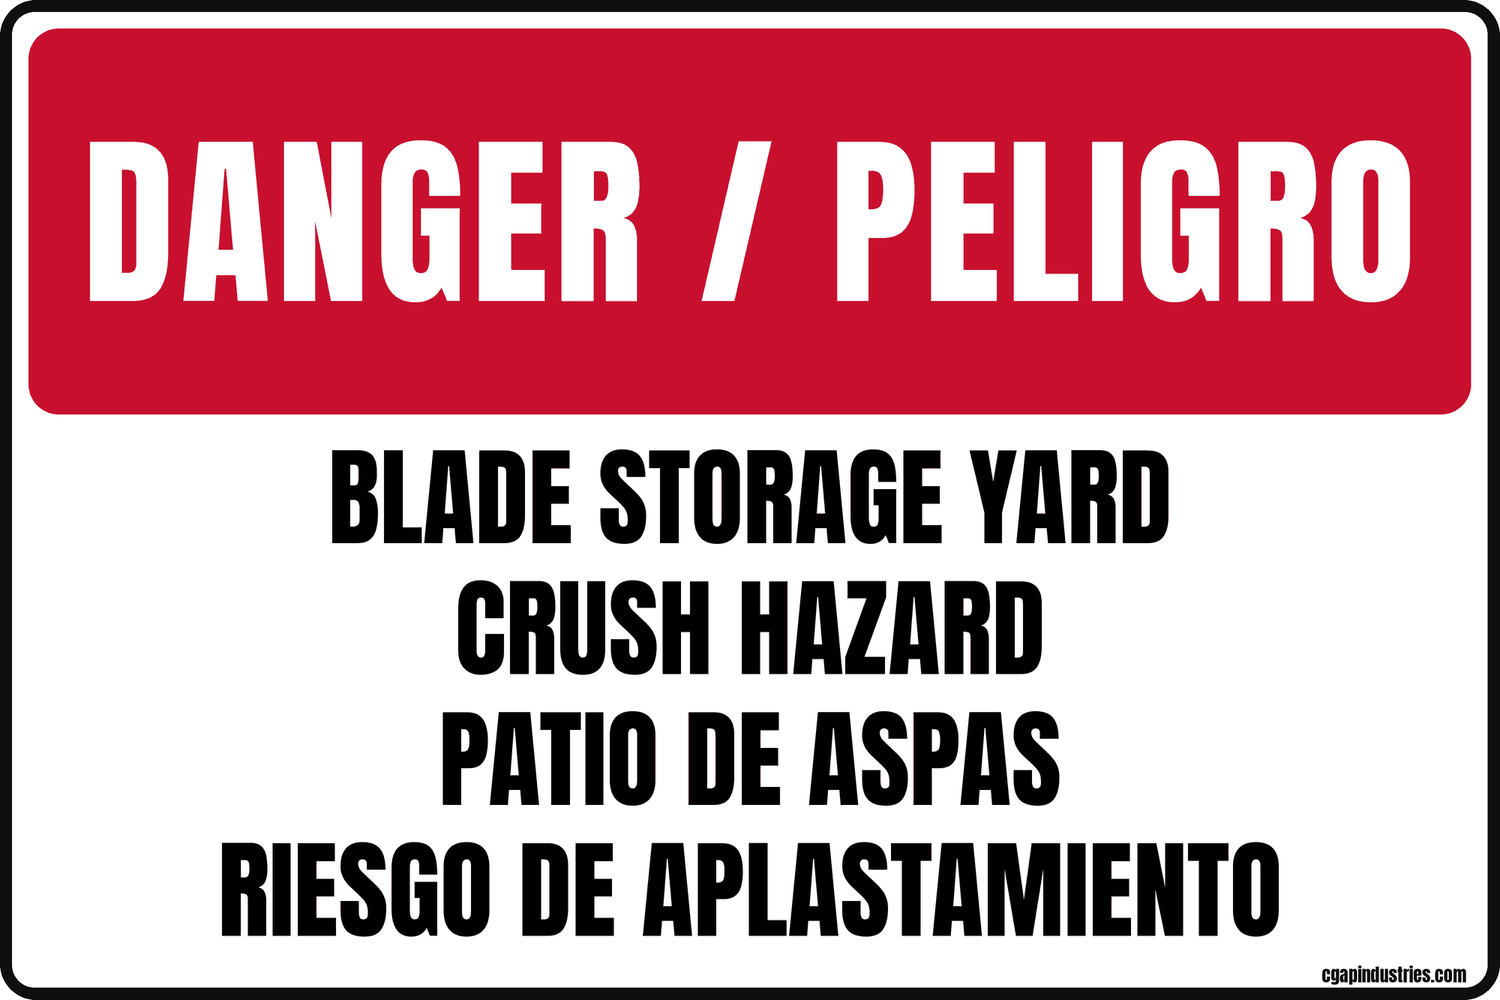 DANGER / PELIGRO
BLADE STORAGE YARD
CRUSH HAZARD
PATIO DE ASPAS
RIESGO DE APLASTAMIENTO
cgapindustries.com